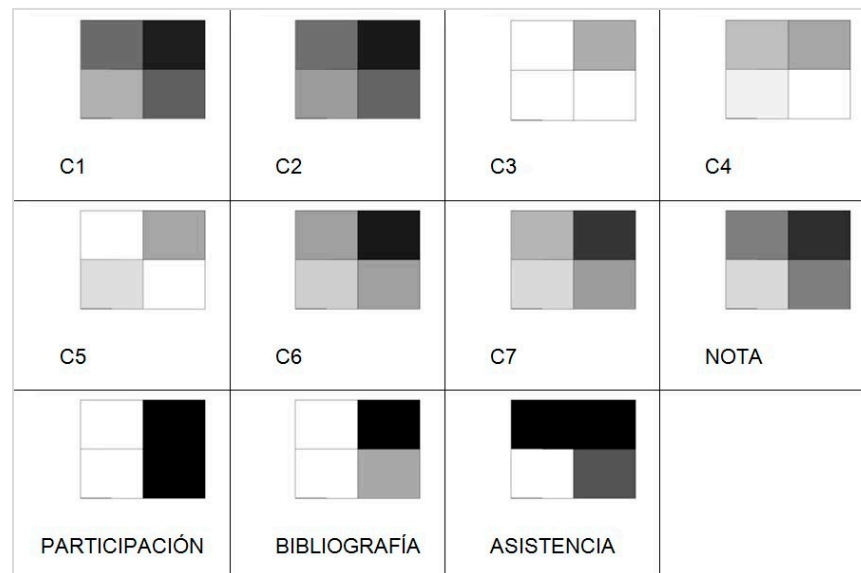 C1
C2
C3
C4
C5
C6
C7
NOTA
PARTICIPACIÓN
BIBLIOGRAFÍA
ASISTENCIA